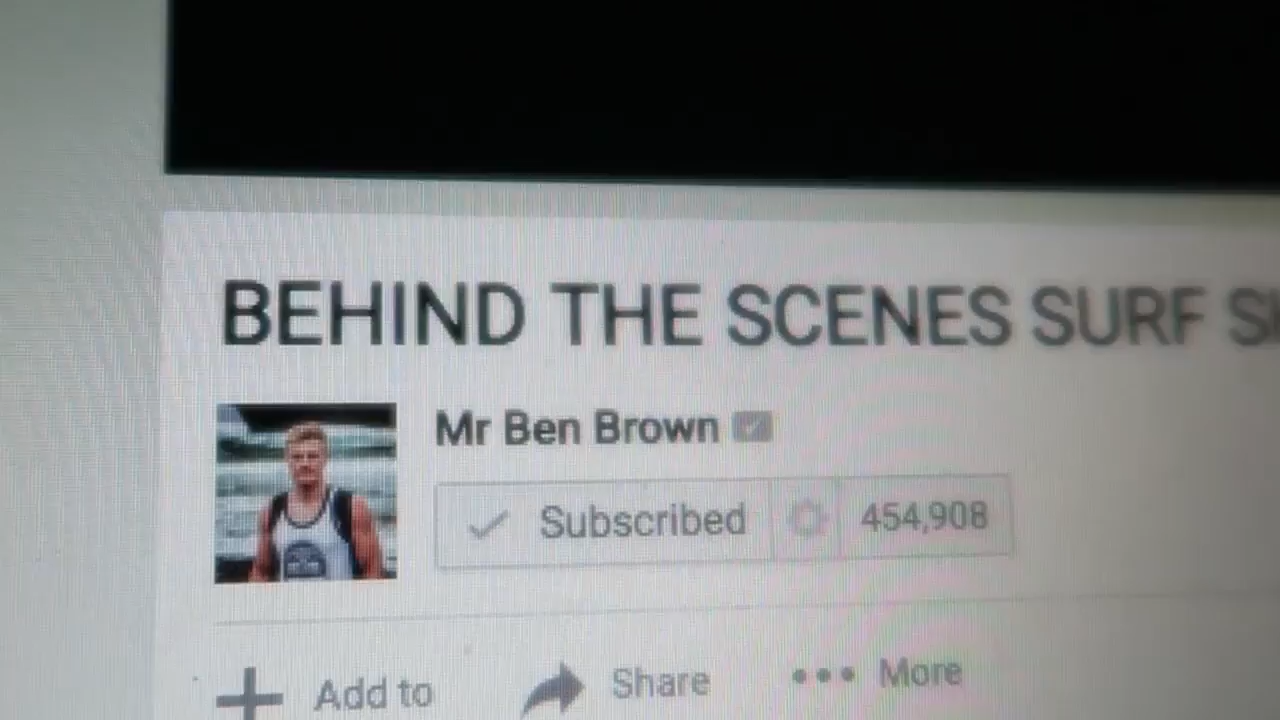 BEHIND THE SCENES SURF
Mr Ben Brown
Subscribed 454,908
Add to Share More